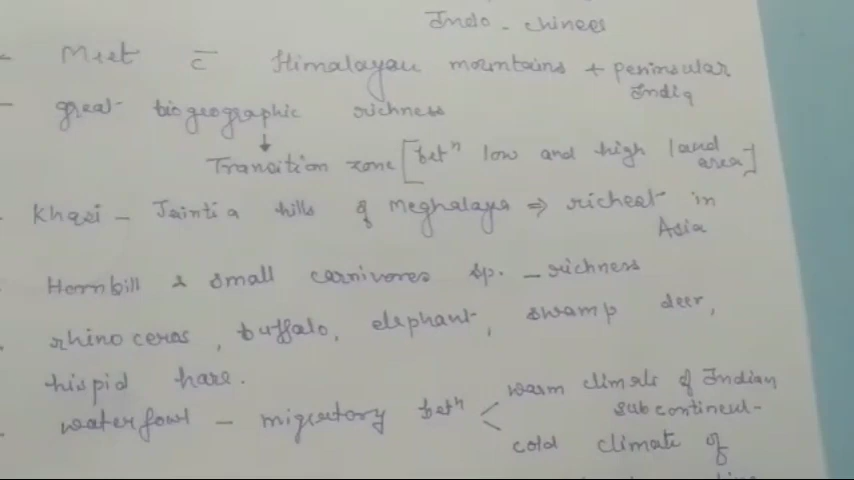 Indo - chinees
- Meet c̄ Himalayan mountains + peninsular
India
- great biogeographic richness
↓
Transition zone [betⁿ low and high land
area]
- Khasi - Jaintia hills of Meghalaya ⇒ richest in
Asia
Hornbill & small carnivores sp. - richness
rhinoceros, buffalo, elephant, swamp deer,
hispid hare.
waterfowl - migratory betⁿ < warm climate of Indian
subcontinent -
cold climate of